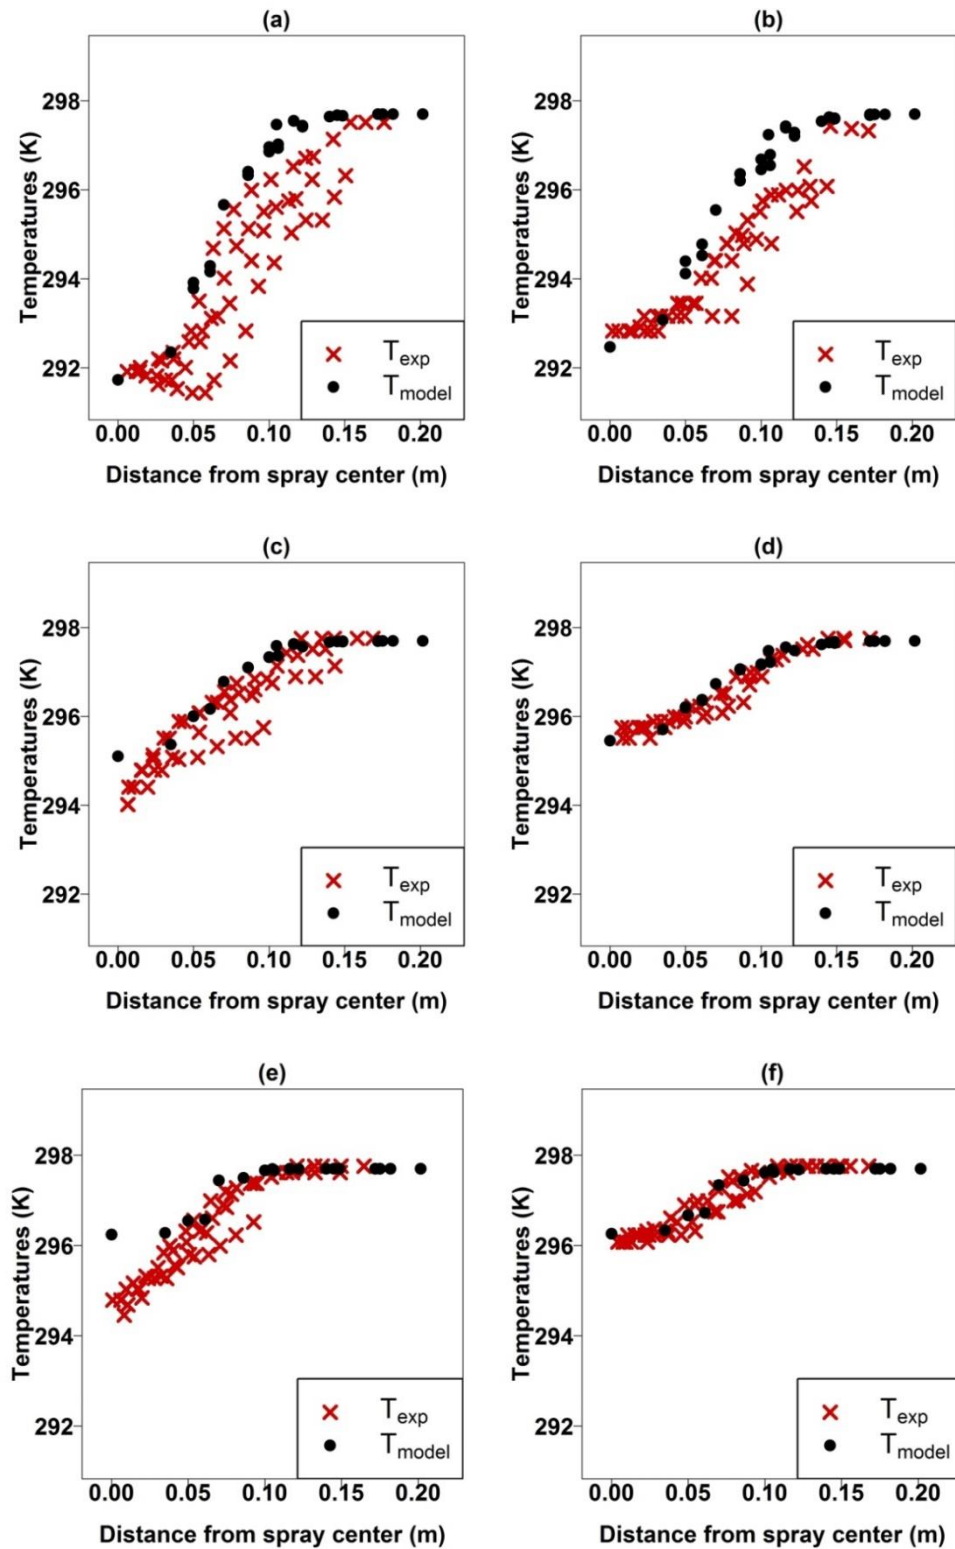 (a)
Temperatures (K)
298
296
294
292
T_exp
T_model
0.00 0.05 0.10 0.15 0.20
Distance from spray center (m)
(b)
Temperatures (K)
298
296
294
292
T_exp
T_model
0.00 0.05 0.10 0.15 0.20
Distance from spray center (m)
(c)
Temperatures (K)
298
296
294
292
T_exp
T_model
0.00 0.05 0.10 0.15 0.20
Distance from spray center (m)
(d)
Temperatures (K)
298
296
294
292
T_exp
T_model
0.00 0.05 0.10 0.15 0.20
Distance from spray center (m)
(e)
Temperatures (K)
298
296
294
292
T_exp
T_model
0.00 0.05 0.10 0.15 0.20
Distance from spray center (m)
(f)
Temperatures (K)
298
296
294
292
T_exp
T_model
0.00 0.05 0.10 0.15 0.20
Distance from spray center (m)